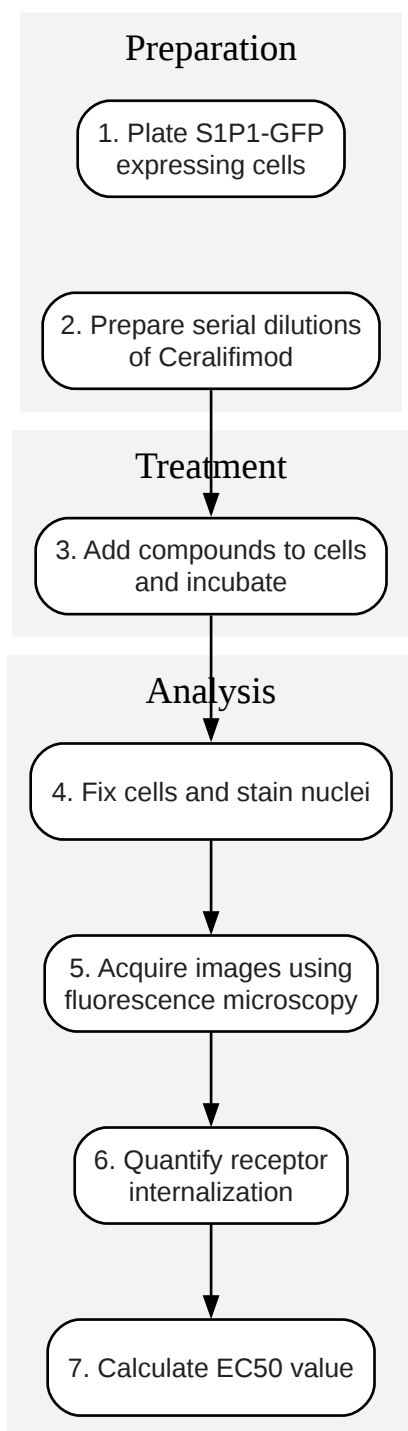 Preparation
1. Plate S1P1-GFP
expressing cells
2. Prepare serial dilutions
of Ceralifimod
Treatment
3. Add compounds to cells
and incubate
Analysis
4. Fix cells and stain nuclei
5. Acquire images using
fluorescence microscopy
6. Quantify receptor
internalization
7. Calculate EC50 value